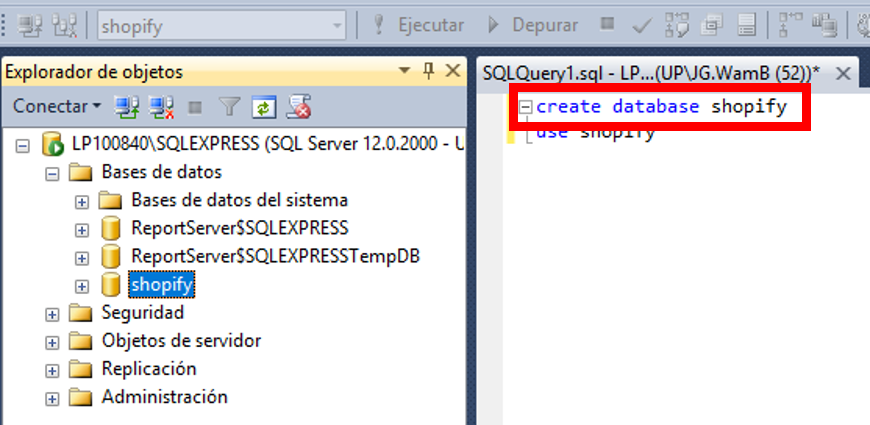 shopify Ejecutar Depurar
Explorador de objetos
Conectar
LP100840\SQLEXPRESS (SQL Server 12.0.2000 - U
Bases de datos
Bases de datos del sistema
ReportServer$SQLEXPRESS
ReportServer$SQLEXPRESSTempDB
shopify
Seguridad
Objetos de servidor
Replicación
Administración
SQLQuery1.sql - LP...(UP\JG.WamB (52))*
create database shopify
use shopify